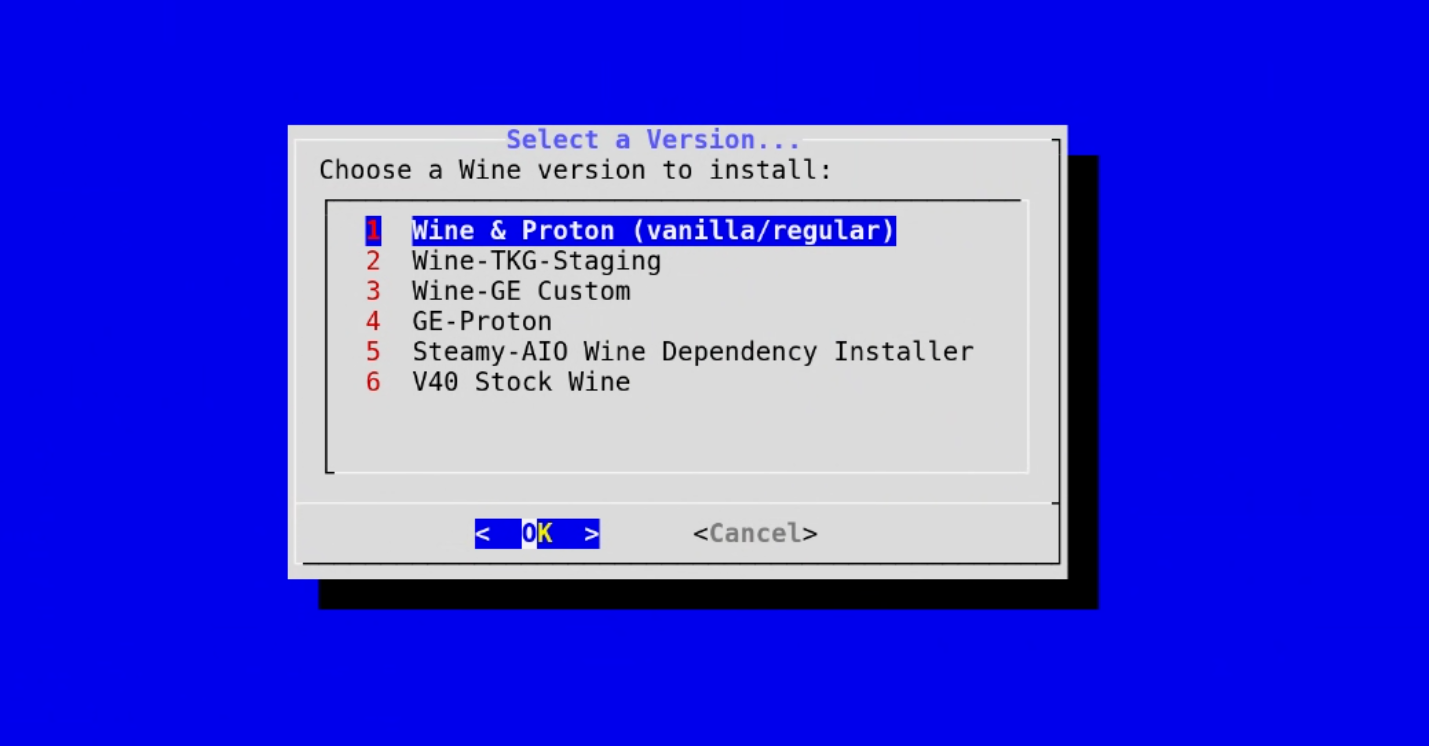 Select a Version...
Choose a Wine version to install:
1 Wine & Proton (vanilla/regular)
2 Wine-TKG-Staging
3 Wine-GE Custom
4 GE-Proton
5 Steamy-AIO Wine Dependency Installer
6 V40 Stock Wine
<  OK  > <Cancel>